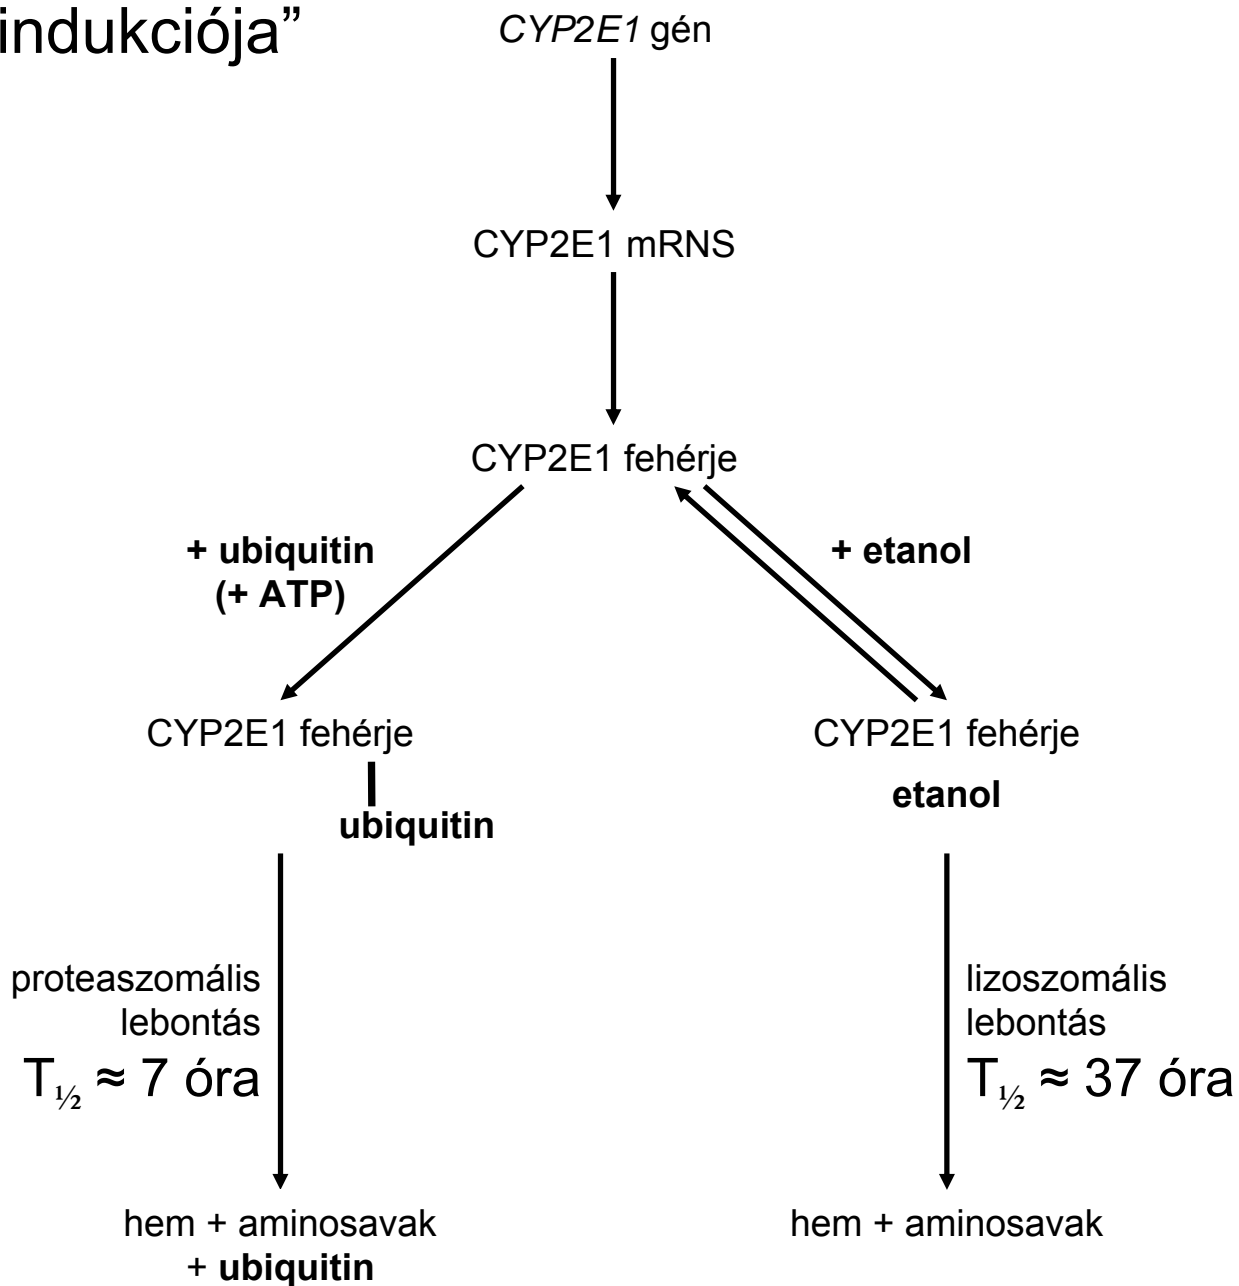 indukciója”
CYP2E1 gén
CYP2E1 mRNS
CYP2E1 fehérje
+ ubiquitin
(+ ATP)
+ etanol
CYP2E1 fehérje
ubiquitin
CYP2E1 fehérje
etanol
proteaszomális
lebontás
T½ ≈ 7 óra
lizoszomális
lebontás
T½ ≈ 37 óra
hem + aminosavak
+ ubiquitin
hem + aminosavak